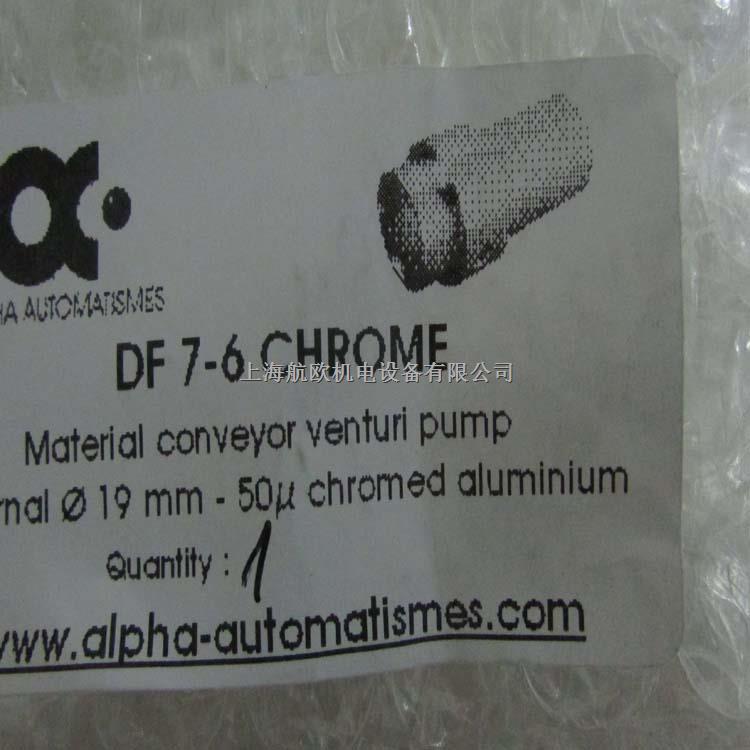 HA AUTOMATISMES
DF 7-6 CHROME
上海航欧机电设备有限公司
Material conveyor venturi pump
rnal Ø 19 mm - 50µ chromed aluminium
Quantity : 1
www.alpha-automatismes.com